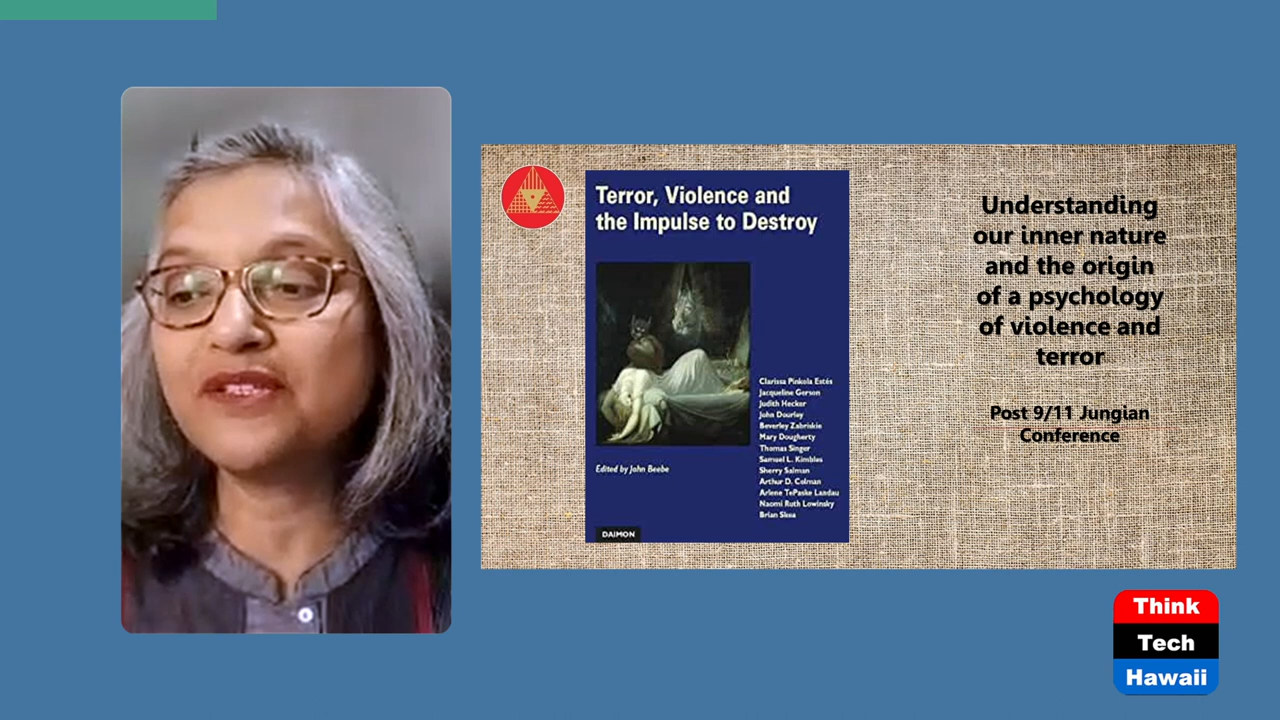 Terror, Violence and
the Impulse to Destroy
Clarissa Pinkola Estés
Jacqueline Gerson
Judith Hecker
John Dourley
Beverley Zabriskie
Mary Dougherty
Thomas Singer
Samuel L. Kimbles
Sherry Salman
Arthur D. Colman
Arlene TePaske Landau
Naomi Ruth Lowinsky
Brian Skea
Edited by John Beebe
DAIMON
Understanding
our inner nature
and the origin
of a psychology
of violence and
terror
Post 9/11 Jungian
Conference
Think
Tech
Hawaii